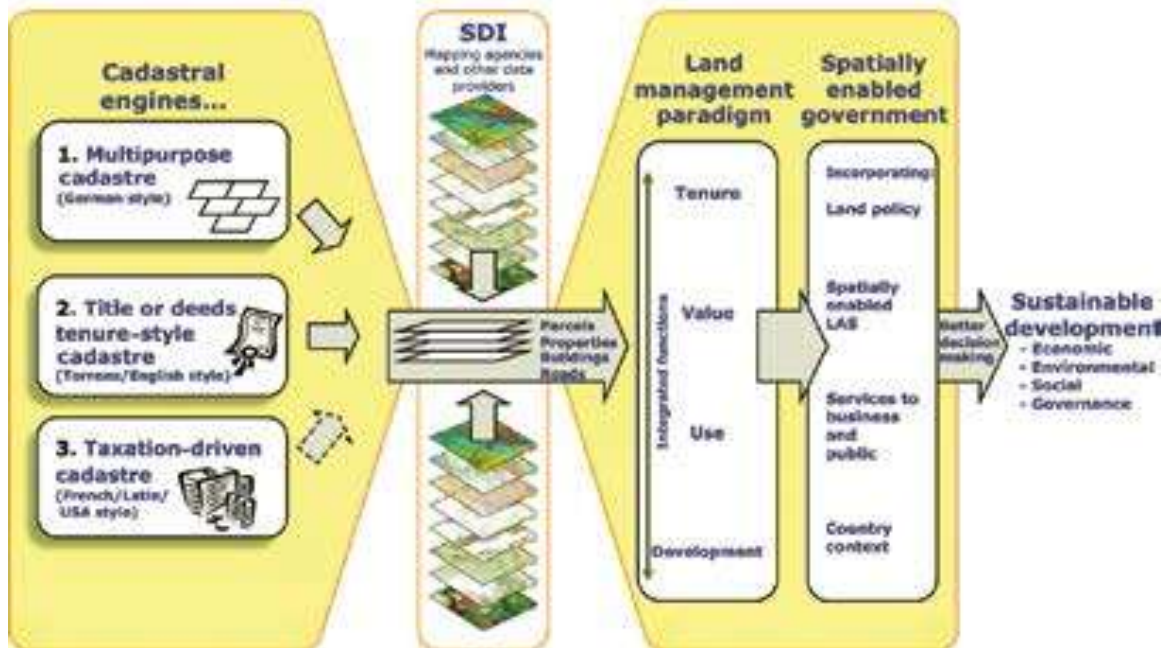 Cadastral
engines...
1. Multipurpose
cadastre
(German style)
2. Title or deeds
tenure-style
cadastre
(Torrens/English style)
3. Taxation-driven
cadastre
(French/Latin/
USA style)
SDI
Mapping agencies
and other data
providers
Parcels
Properties
Buildings
Roads
Land
management
paradigm
Integrated functions
Tenure
Value
Use
Development
Spatially
enabled
government
Incorporating:
Land policy
Spatially
enabled
LAS
Services to
business
and
public
Country
context
Better
decision
making
Sustainable
development
- Economic
- Environmental
- Social
- Governance